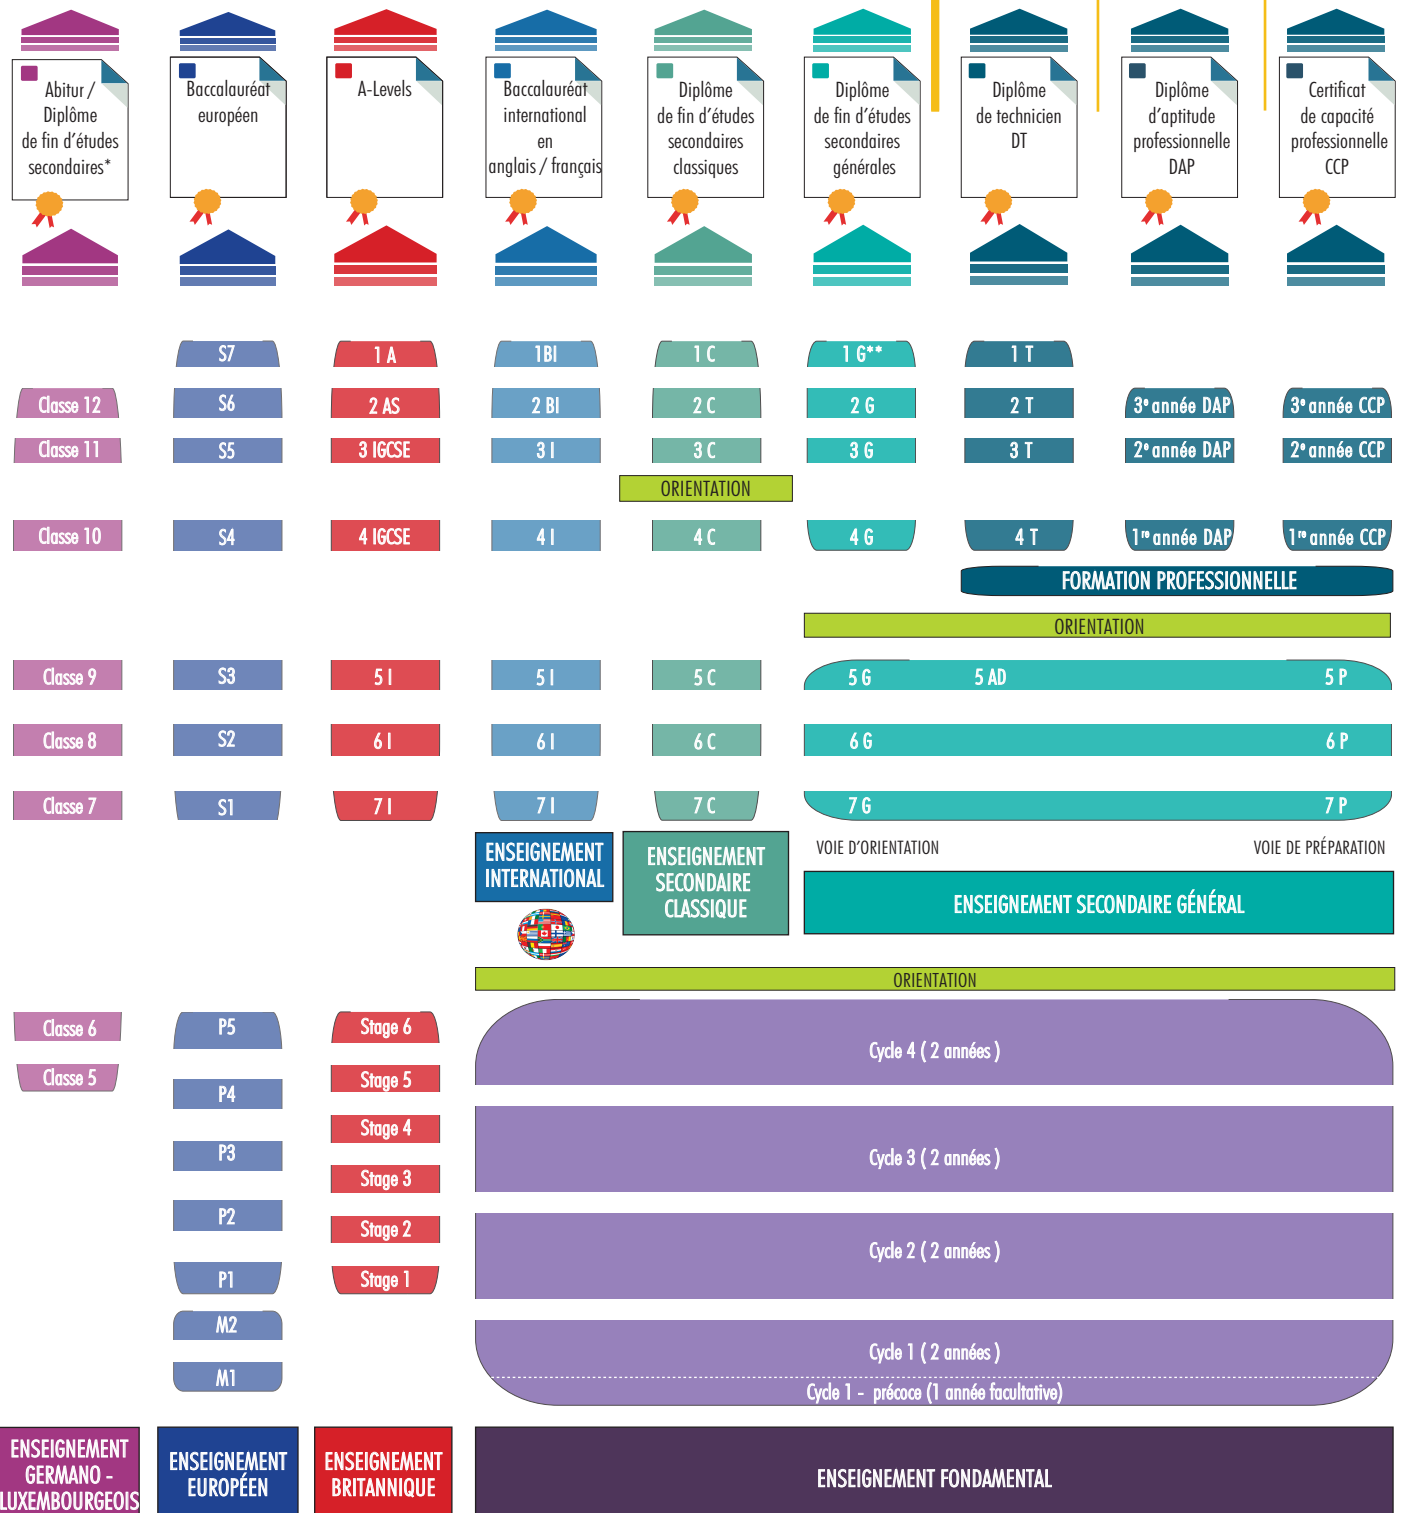 Abitur /
Diplôme
de fin d'études
secondaires*
Baccalauréat
européen
A-Levels
Baccalauréat
international
en
anglais / français
Diplôme
de fin d'études
secondaires
classiques
Diplôme
de fin d'études
secondaires
générales
Diplôme
de technicien
DT
Diplôme
d'aptitude
professionnelle
DAP
Certificat
de capacité
professionnelle
CCP
S7
1 A
1BI
1 C
1 G**
1 T
Classe 12
S6
2 AS
2 BI
2 C
2 G
2 T
3e année DAP
3e année CCP
Classe 11
S5
3 IGCSE
3 I
3 C
3 G
3 T
2e année DAP
2e année CCP
ORIENTATION
Classe 10
S4
4 IGCSE
4 I
4 C
4 G
4 T
1re année DAP
1re année CCP
FORMATION PROFESSIONNELLE
ORIENTATION
Classe 9
S3
5 I
5 I
5 C
5 G
5 AD
5 P
Classe 8
S2
6 I
6 I
6 C
6 G
6 P
Classe 7
S1
7 I
7 I
7 C
7 G
7 P
ENSEIGNEMENT
INTERNATIONAL
ENSEIGNEMENT
SECONDAIRE
CLASSIQUE
VOIE D'ORIENTATION
VOIE DE PRÉPARATION
ENSEIGNEMENT SECONDAIRE GÉNÉRAL
ORIENTATION
Classe 6
P5
Stage 6
Cycle 4 ( 2 années )
Classe 5
P4
Stage 5
Stage 4
P3
Stage 3
Cycle 3 ( 2 années )
P2
Stage 2
Cycle 2 ( 2 années )
P1
Stage 1
M2
Cycle 1 ( 2 années )
M1
Cycle 1 - précoce (1 année facultative)
ENSEIGNEMENT
GERMANO -
LUXEMBOURGEOIS
ENSEIGNEMENT
EUROPÉEN
ENSEIGNEMENT
BRITANNIQUE
ENSEIGNEMENT FONDAMENTAL